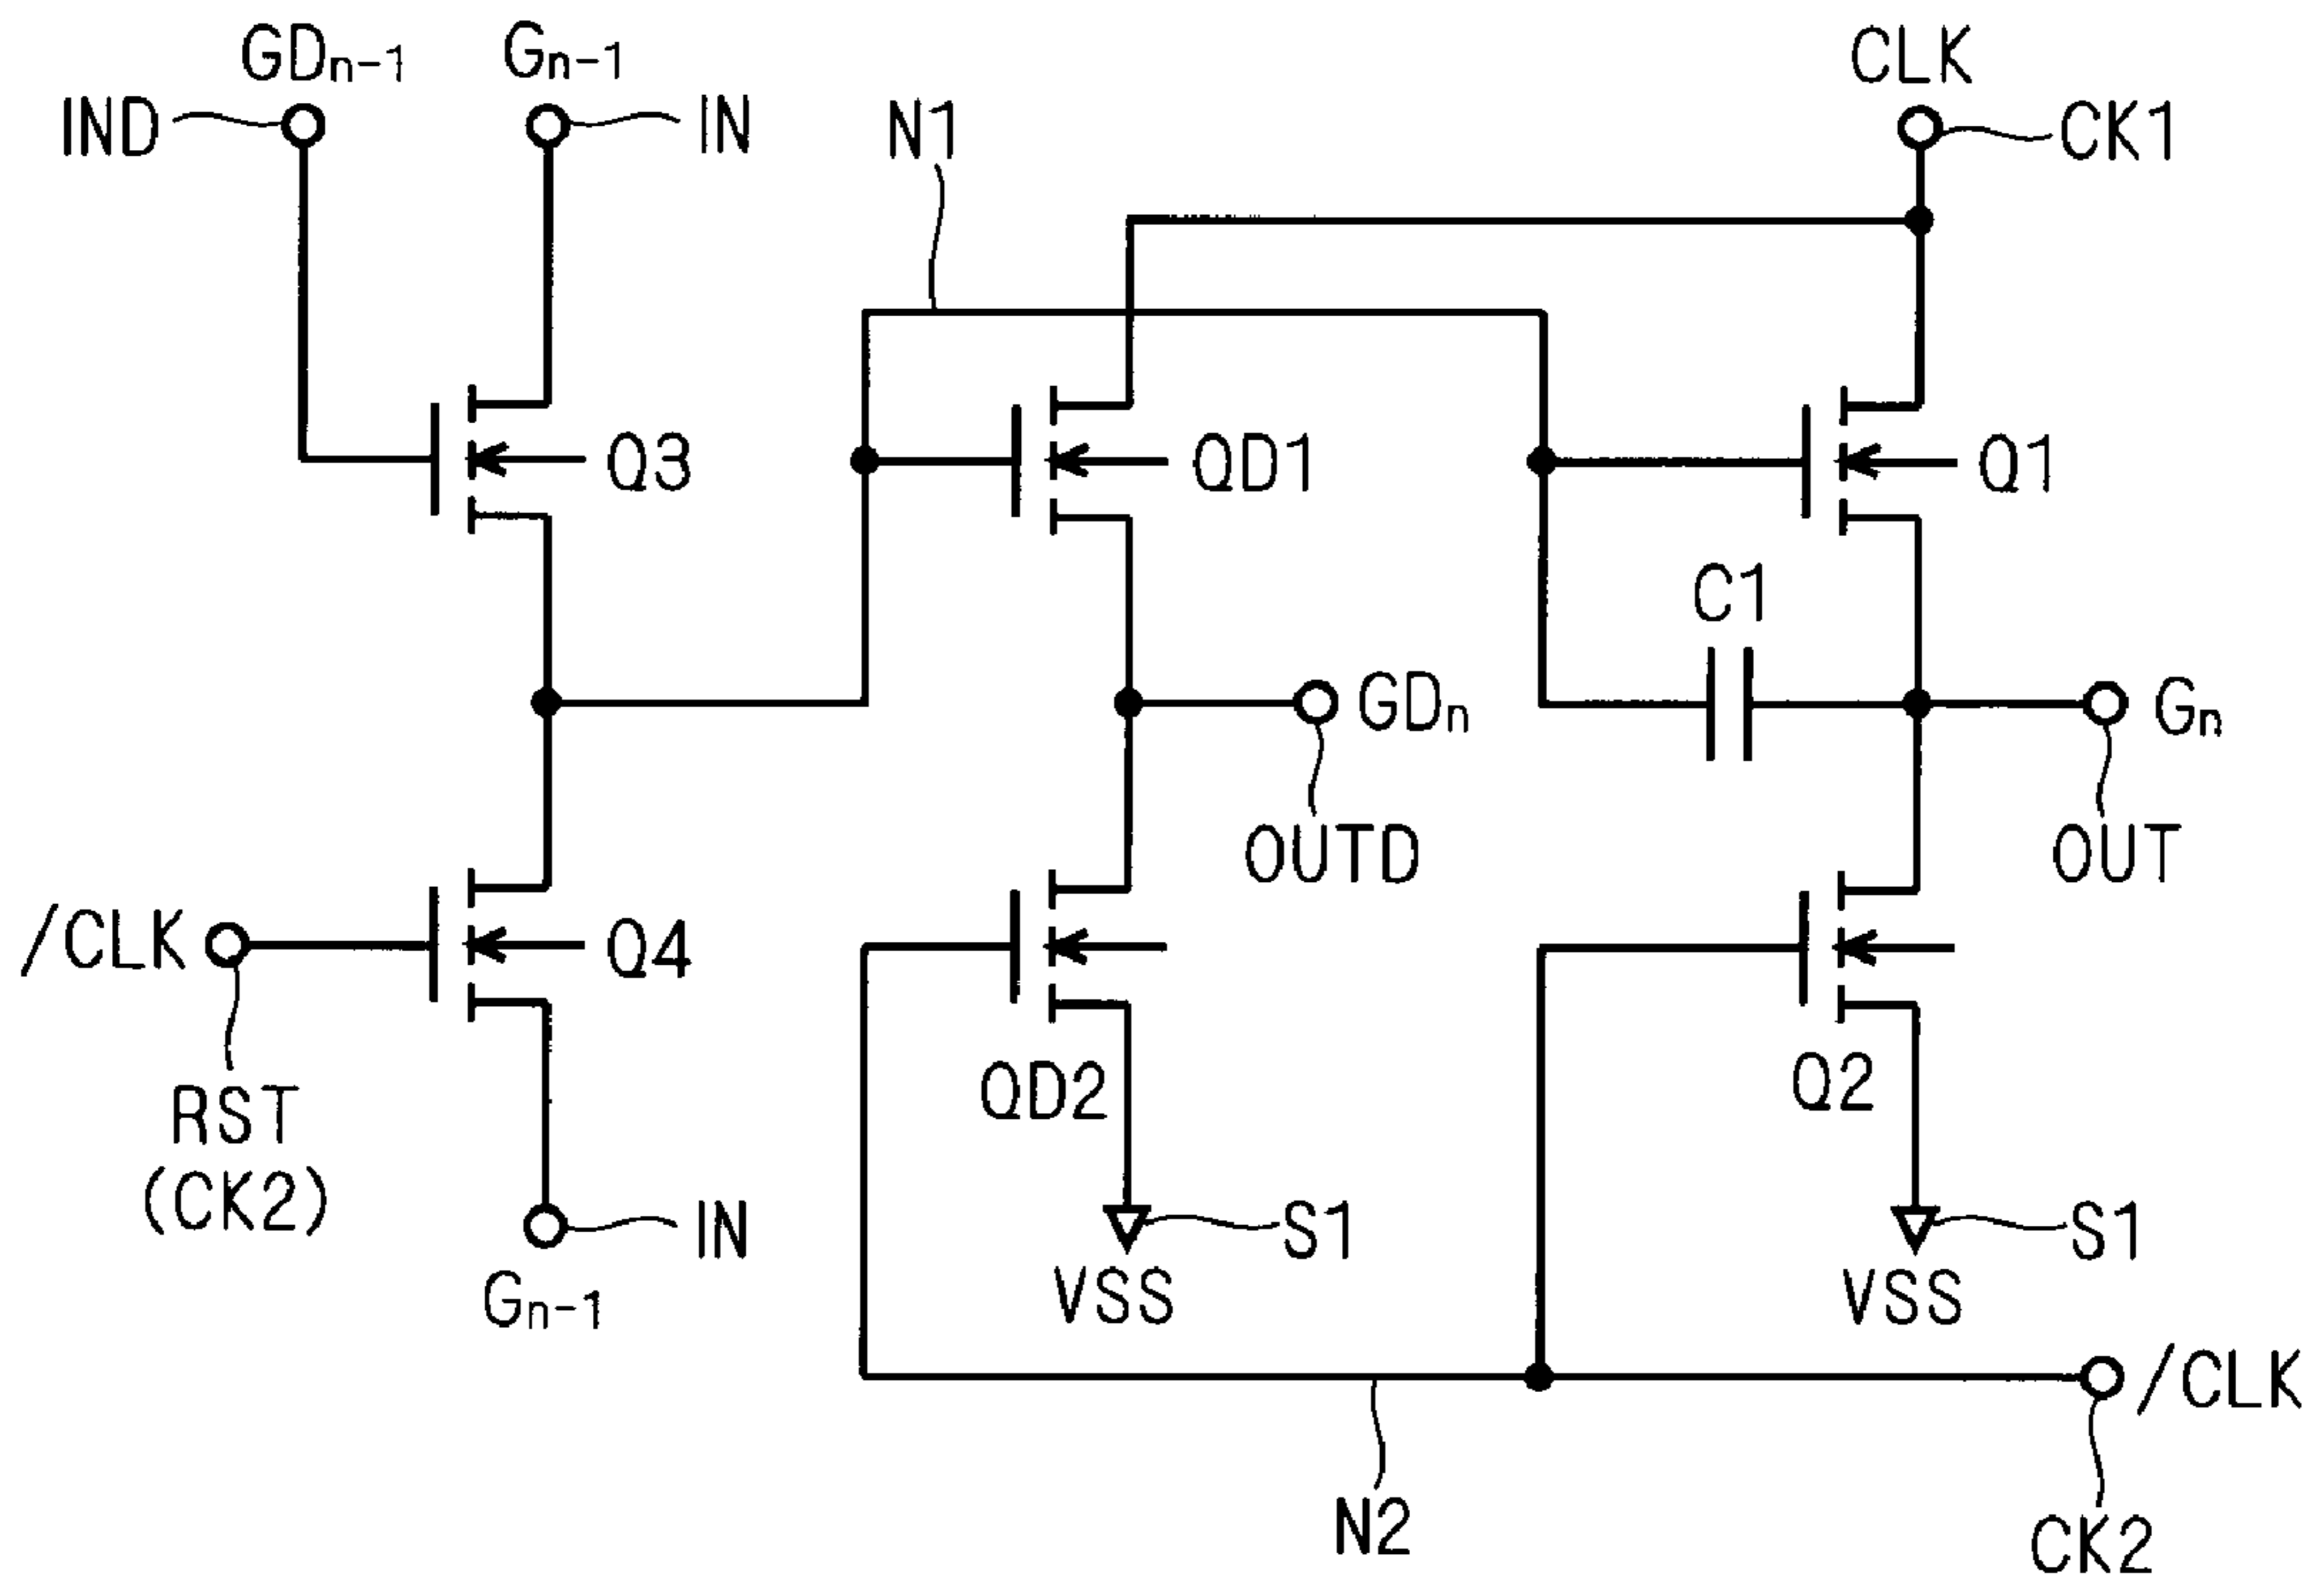 GDn-1
Gn-1
CLK
IND
IN
N1
CK1
Q3
QD1
Q1
C1
GDn
Gn
OUTD
OUT
/CLK
Q4
RST
(CK2)
QD2
Q2
IN
S1
S1
Gn-1
VSS
VSS
/CLK
N2
CK2